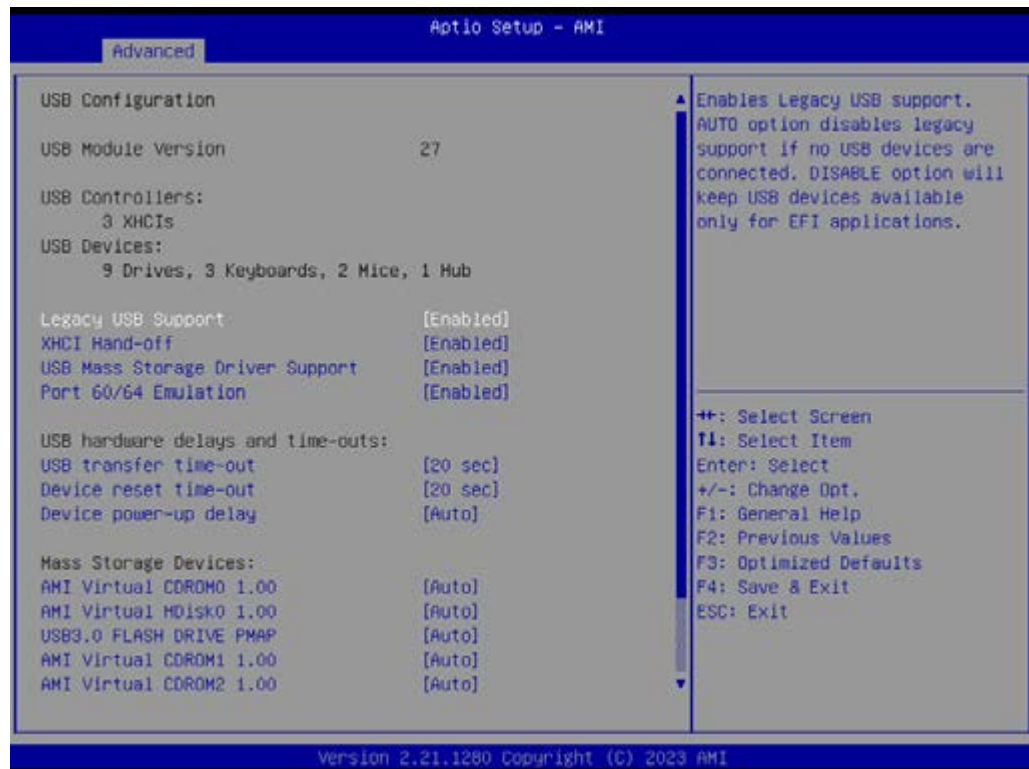 Aptio Setup – AMI
Advanced
USB Configuration
USB Module Version 27
USB Controllers:
3 XHCIs
USB Devices:
9 Drives, 3 Keyboards, 2 Mice, 1 Hub
Legacy USB Support [Enabled]
XHCI Hand-off [Enabled]
USB Mass Storage Driver Support [Enabled]
Port 60/64 Emulation [Enabled]
USB hardware delays and time-outs:
USB transfer time-out [20 sec]
Device reset time-out [20 sec]
Device power-up delay [Auto]
Mass Storage Devices:
AMI Virtual CDROM0 1.00 [Auto]
AMI Virtual HDisk0 1.00 [Auto]
USB3.0 FLASH DRIVE PMAP [Auto]
AMI Virtual CDROM1 1.00 [Auto]
AMI Virtual CDROM2 1.00 [Auto]
Enables Legacy USB support.
AUTO option disables legacy
support if no USB devices are
connected. DISABLE option will
keep USB devices available
only for EFI applications.
→←: Select Screen
↑↓: Select Item
Enter: Select
+/-: Change Opt.
F1: General Help
F2: Previous Values
F3: Optimized Defaults
F4: Save & Exit
ESC: Exit
Version 2.21.1280 Copyright (C) 2023 AMI